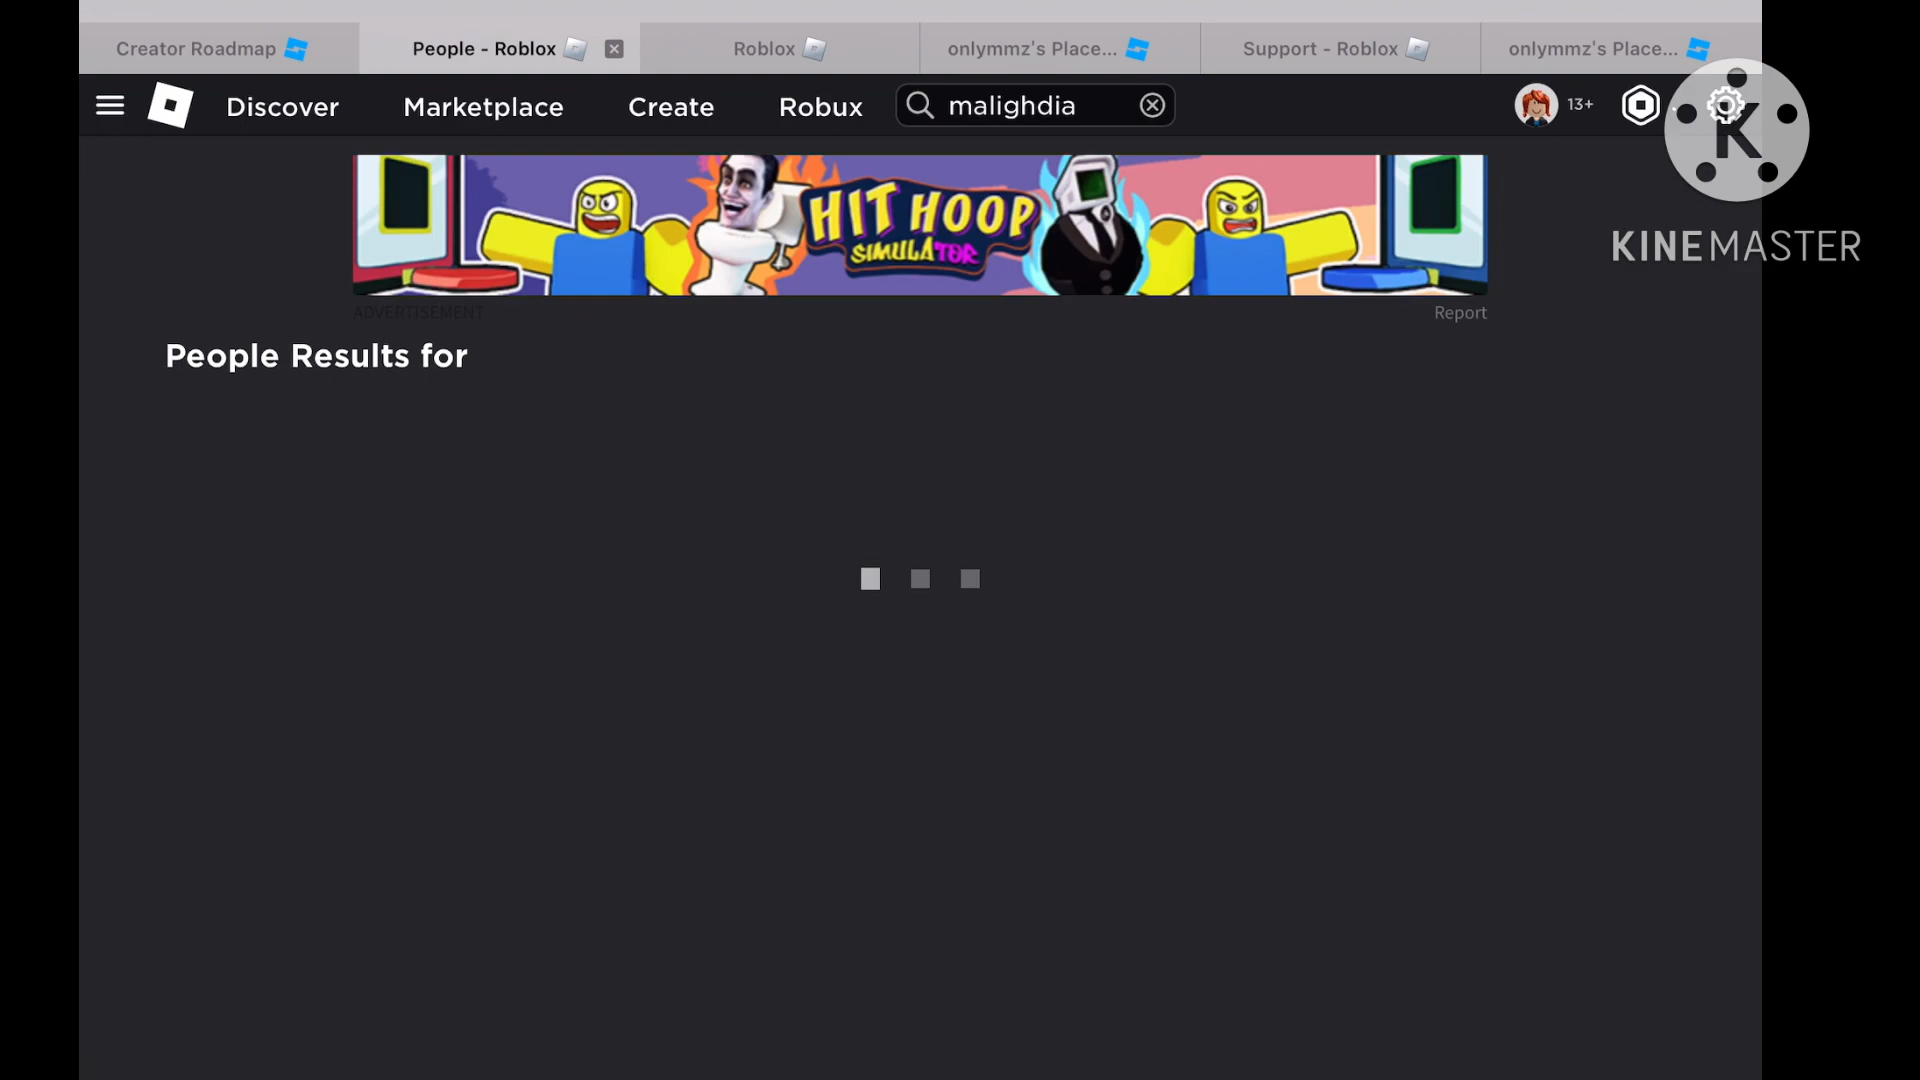 Creator Roadmap
People - Roblox
Roblox
onlymmz's Place...
Support - Roblox
onlymmz's Place...
Discover
Marketplace
Create
Robux
malighdia
13+
K
KINEMASTER
HIT HOOP
SIMULATOR
ADVERTISEMENT
Report
People Results for